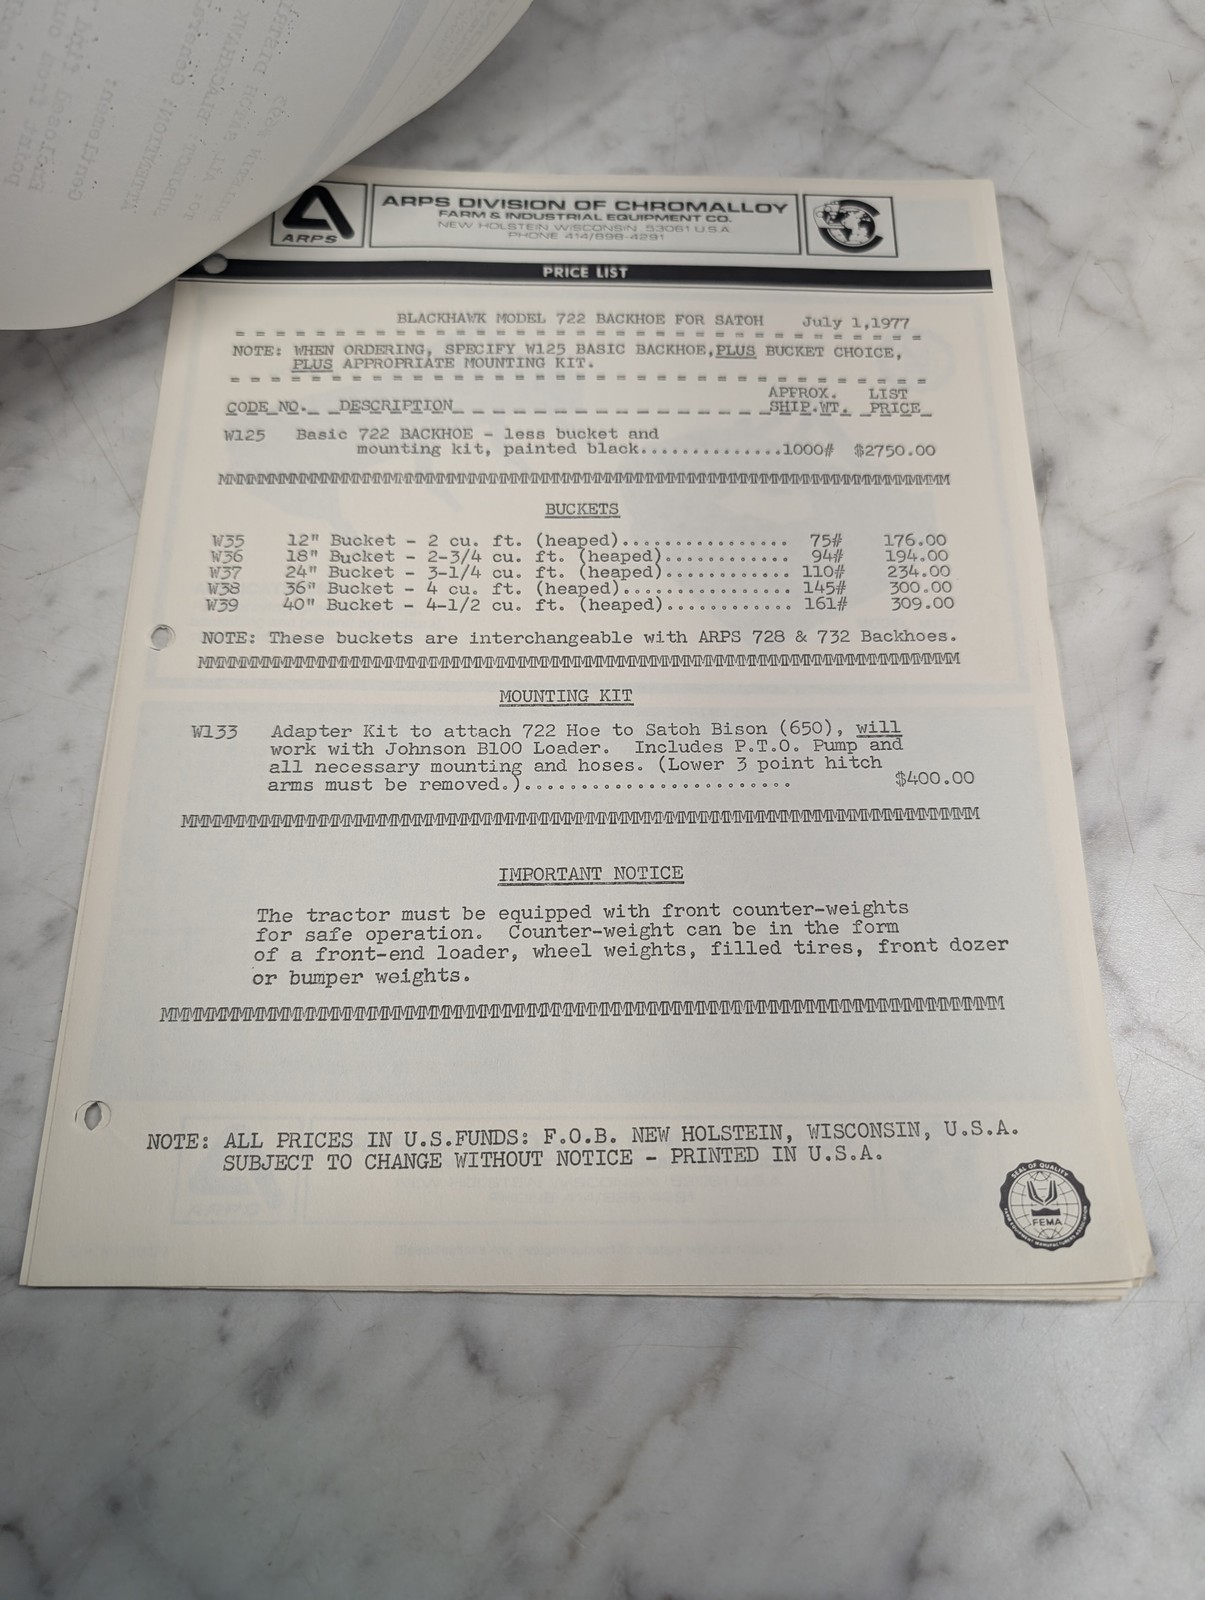 ARPS
ARPS DIVISION OF CHROMALLOY
FARM & INDUSTRIAL EQUIPMENT CO.
NEW HOLSTEIN WISCONSIN 53061 U.S.A.
PHONE 414/898-4291
PRICE LIST
BLACKHAWK MODEL 722 BACKHOE FOR SATOH July 1,1977
NOTE: WHEN ORDERING, SPECIFY W125 BASIC BACKHOE,PLUS BUCKET CHOICE,
PLUS APPROPRIATE MOUNTING KIT.
APPROX. LIST
CODE NO. DESCRIPTION SHIP.WT. PRICE
W125 Basic 722 BACKHOE - less bucket and
mounting kit, painted black..............1000# $2750.00
BUCKETS
W35 12" Bucket - 2 cu. ft. (heaped)................ 75# 176.00
W36 18" Bucket - 2-3/4 cu. ft. (heaped)............ 94# 194.00
W37 24" Bucket - 3-1/4 cu. ft. (heaped)............ 110# 234.00
W38 36" Bucket - 4 cu. ft. (heaped)................ 145# 300.00
W39 40" Bucket - 4-1/2 cu. ft. (heaped)............ 161# 309.00
NOTE: These buckets are interchangeable with ARPS 728 & 732 Backhoes.
MOUNTING KIT
W133 Adapter Kit to attach 722 Hoe to Satoh Bison (650), will
work with Johnson B100 Loader. Includes P.T.O. Pump and
all necessary mounting and hoses. (Lower 3 point hitch
arms must be removed.)....................... $400.00
IMPORTANT NOTICE
The tractor must be equipped with front counter-weights
for safe operation. Counter-weight can be in the form
of a front-end loader, wheel weights, filled tires, front dozer
or bumper weights.
NOTE: ALL PRICES IN U.S.FUNDS: F.O.B. NEW HOLSTEIN, WISCONSIN, U.S.A.
SUBJECT TO CHANGE WITHOUT NOTICE - PRINTED IN U.S.A.
SEAL OF QUALITY
FEMA